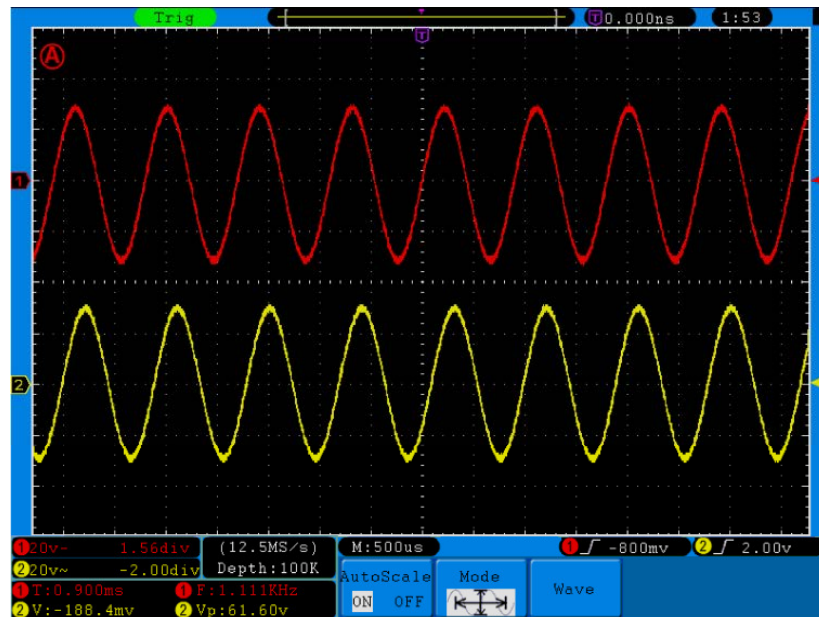 Trig T 0.000ns 1:53
T
A
1
2
1 20v- 1.56div (12.5MS/s) M:500us 1 -800mv 2 2.00v
2 20v~ -2.00div Depth:100K
1 T:0.900ms 1 F:1.111KHz
2 V:-188.4mv 2 Vp:61.60v
AutoScale Mode Wave
ON OFF